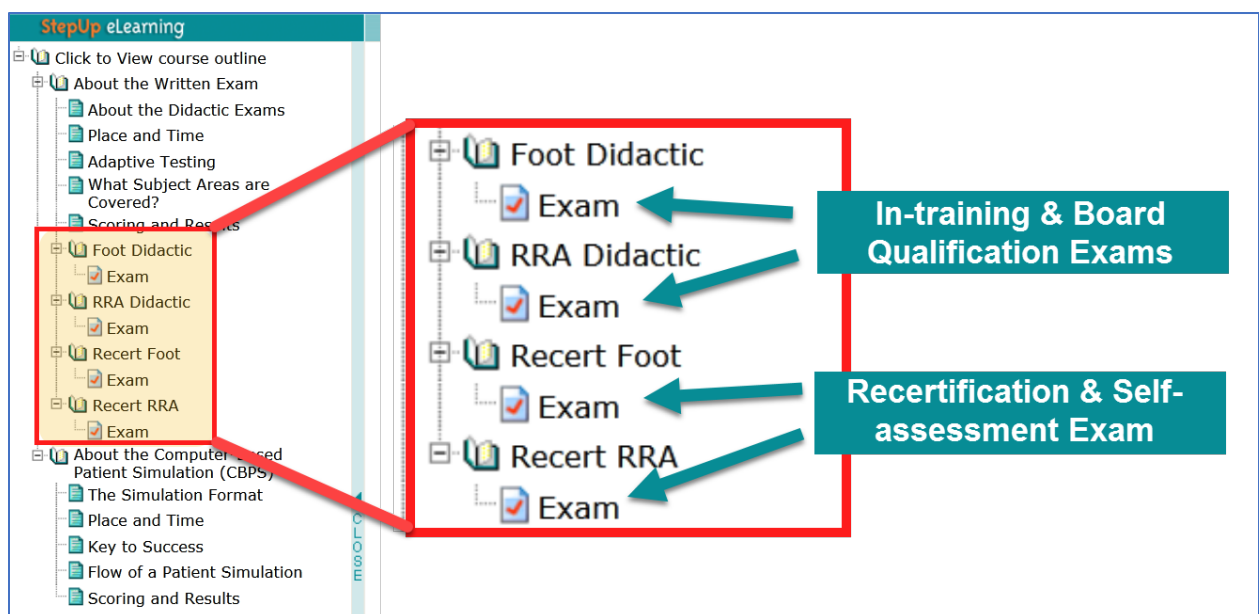 StepUp eLearning
Click to View course outline
About the Written Exam
About the Didactic Exams
Place and Time
Adaptive Testing
What Subject Areas are
Covered?
Scoring and Results
Foot Didactic
Exam
RRA Didactic
Exam
Recert Foot
Exam
Recert RRA
Exam
About the Computer Based
Patient Simulation (CBPS)
The Simulation Format
Place and Time
Key to Success
Flow of a Patient Simulation
Scoring and Results
CLOSE
Foot Didactic
Exam
RRA Didactic
Exam
Recert Foot
Exam
Recert RRA
Exam
In-training & Board
Qualification Exams
Recertification & Self-
assessment Exam